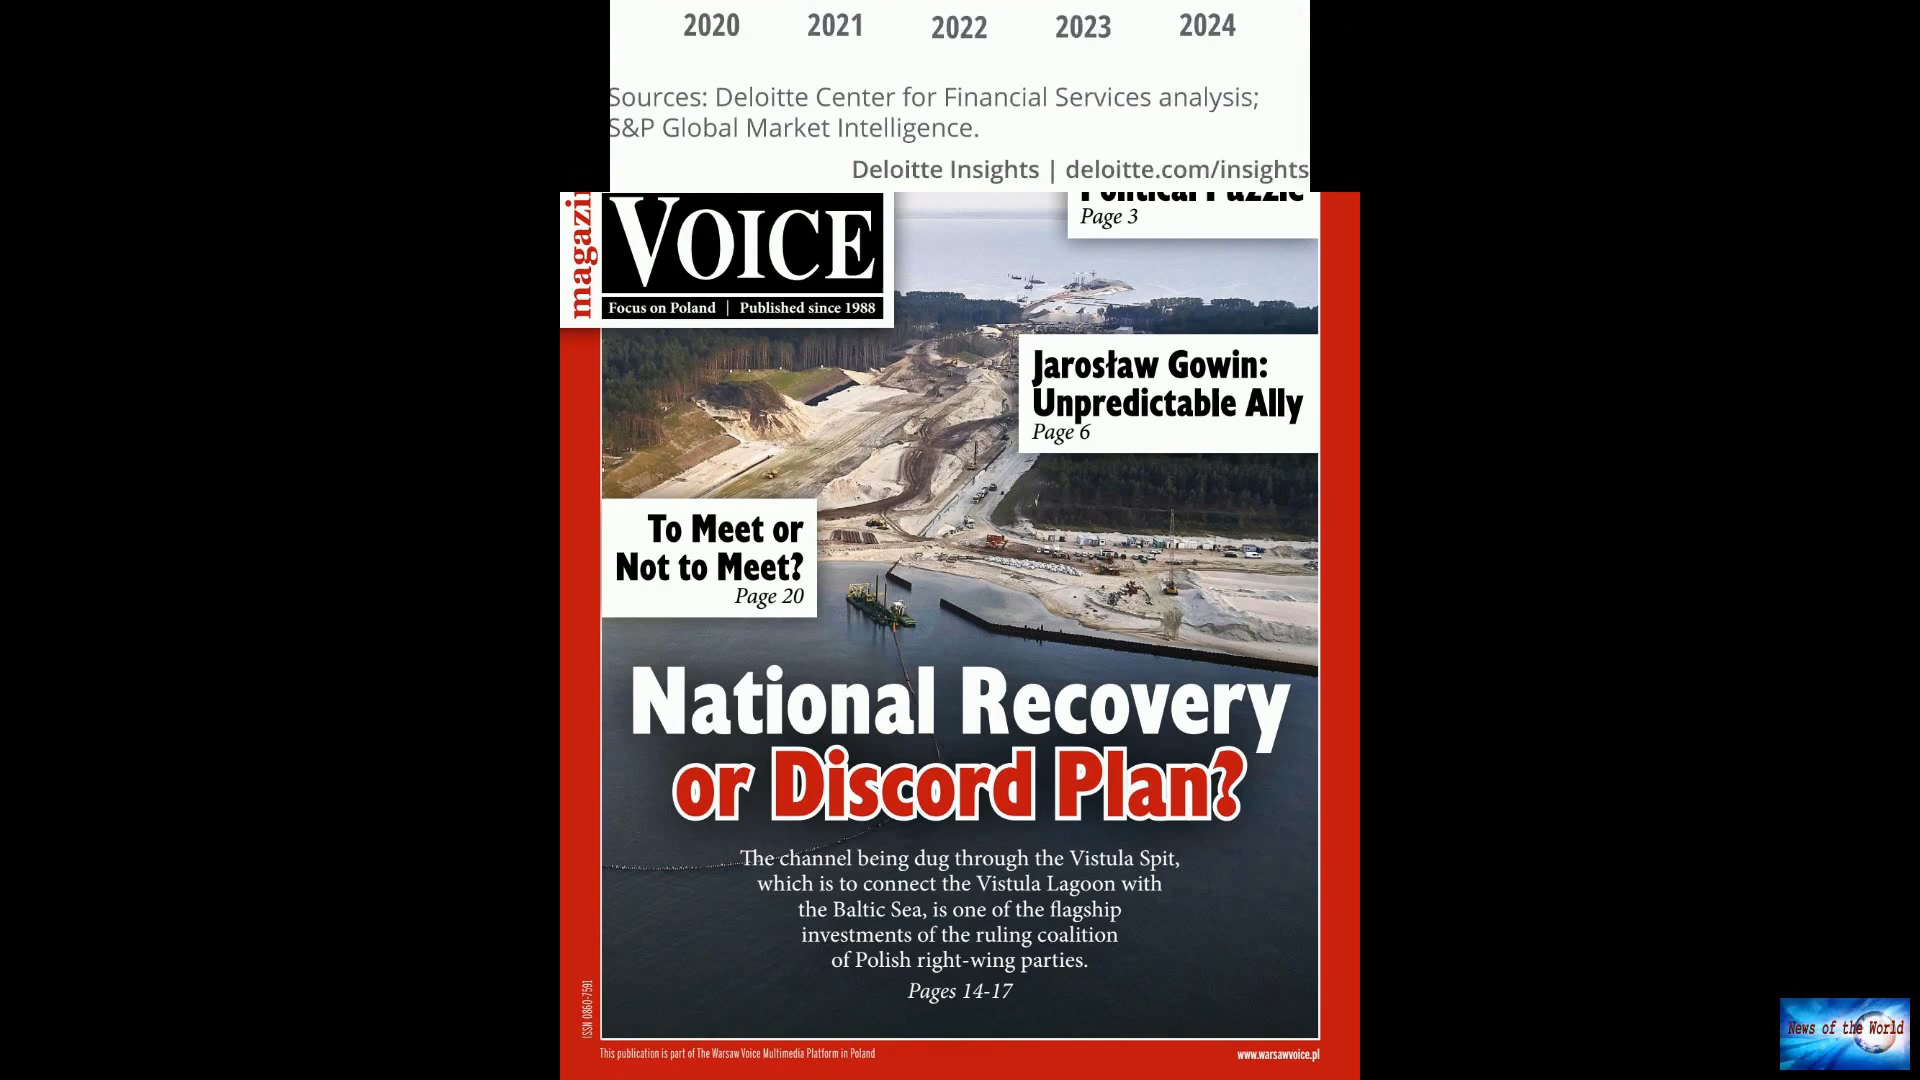 2020 2021 2022 2023 2024
Sources: Deloitte Center for Financial Services analysis;
S&P Global Market Intelligence.
Deloitte Insights | deloitte.com/insights
Political Puzzle
Page 3
VOICE
Focus on Poland | Published since 1988
Jarosław Gowin:
Unpredictable Ally
Page 6
To Meet or
Not to Meet?
Page 20
National Recovery
or Discord Plan?
The channel being dug through the Vistula Spit,
which is to connect the Vistula Lagoon with
the Baltic Sea, is one of the flagship
investments of the ruling coalition
of Polish right-wing parties.
Pages 14-17
ISSN 0860-7591
This publication is part of The Warsaw Voice Multimedia Platform in Poland
www.warsawvoice.pl
News of the World